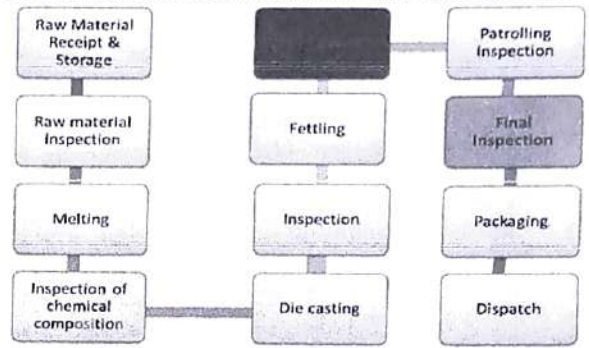 Raw Material
Receipt &
Storage
Raw material
inspection
Melting
Inspection of
chemical
composition
Die casting
Inspection
Fettling
Patrolling
Inspection
Final
Inspection
Packaging
Dispatch